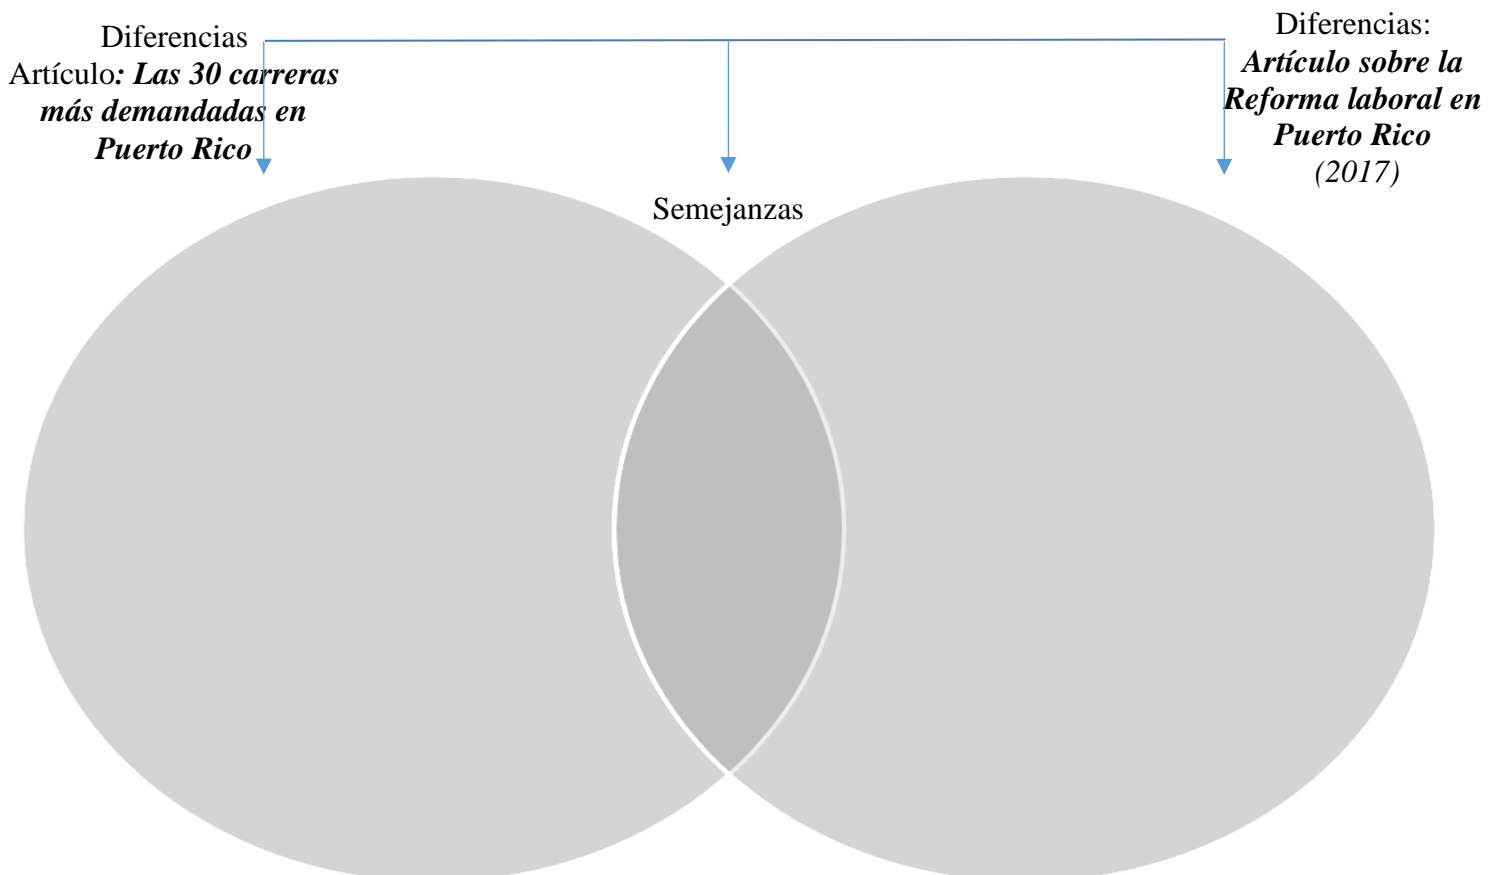 Diferencias
Artículo: Las 30 carreras
más demandadas en
Puerto Rico
Semejanzas
Diferencias:
Artículo sobre la
Reforma laboral en
Puerto Rico
(2017)